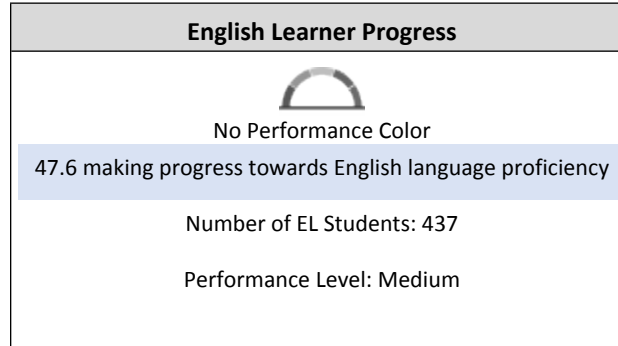 English Learner Progress
No Performance Color
47.6 making progress towards English language proficiency
Number of EL Students: 437
Performance Level: Medium